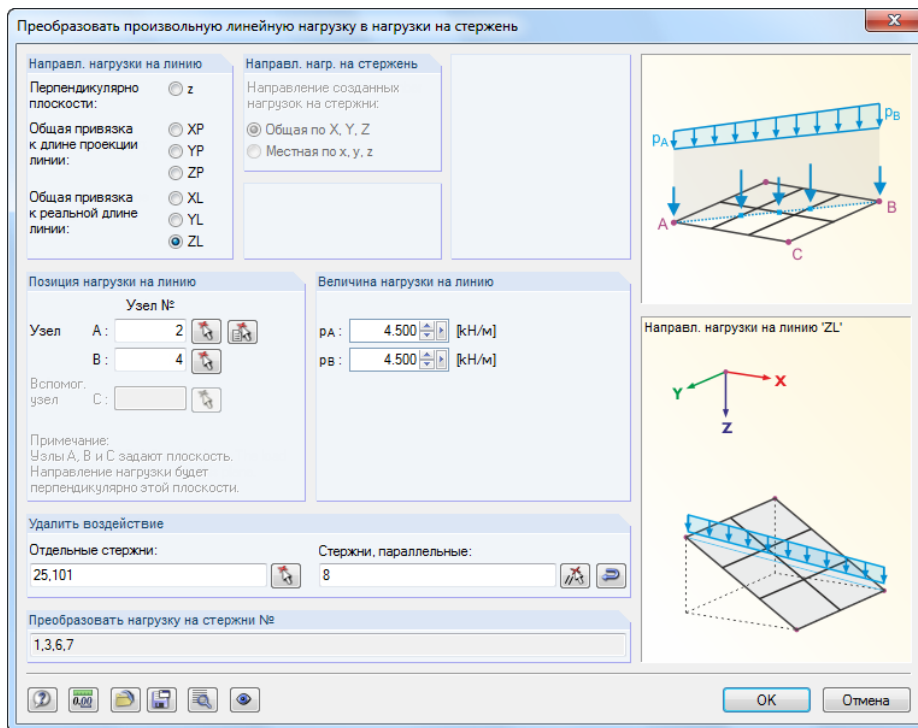 Преобразовать произвольную линейную нагрузку в нагрузки на стержень
Направл. нагрузки на линию
Перпендикулярно
плоскости:
z
Общая привязка
к длине проекции
линии:
XP
YP
ZP
Общая привязка
к реальной длине
линии:
XL
YL
ZL
Направл. нагр. на стержень
Направление созданных
нагрузок на стержни:
Общая по X, Y, Z
Местная по x, y, z
pA
pB
A
B
C
Позиция нагрузки на линию
Узел №
Узел A : 2
B : 4
Вспомог.
узел C :
Примечание:
Узлы A, B и C задают плоскость.
Направление нагрузки будет
перпендикулярно этой плоскости.
Величина нагрузки на линию
pA : 4.500 [kН/м]
pB : 4.500 [kН/м]
Направл. нагрузки на линию 'ZL'
X
Y
Z
Удалить воздействие
Отдельные стержни:
25,101
Стержни, параллельные:
8
Преобразовать нагрузку на стержни №
1,3,6,7
0.00
OK
Отмена